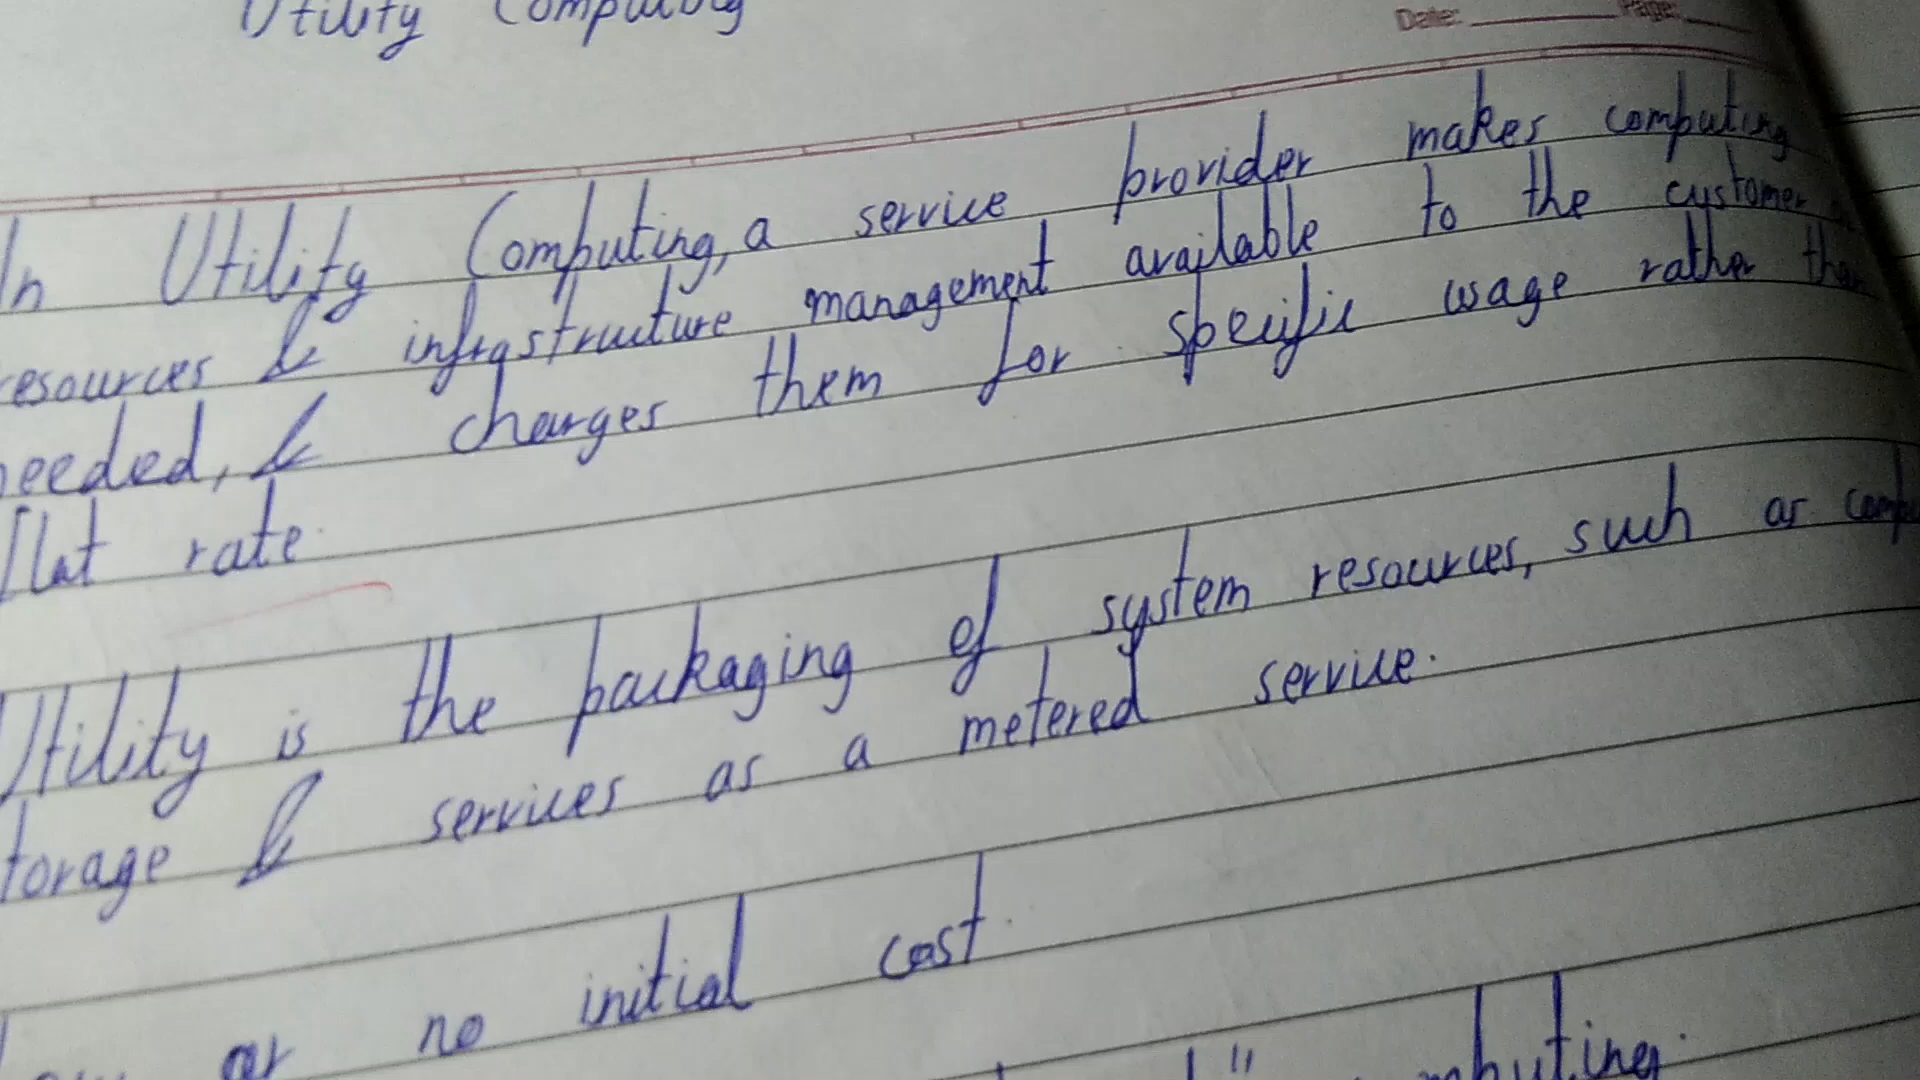 Utility Computing
Date: Page:
In Utility Computing, a service provider makes computing
resources & infrastructure management available to the customer
needed, & charges them for specific usage rather than
flat rate.
Utility is the packaging of system resources, such as
storage & services as a metered service.
or no initial cost.